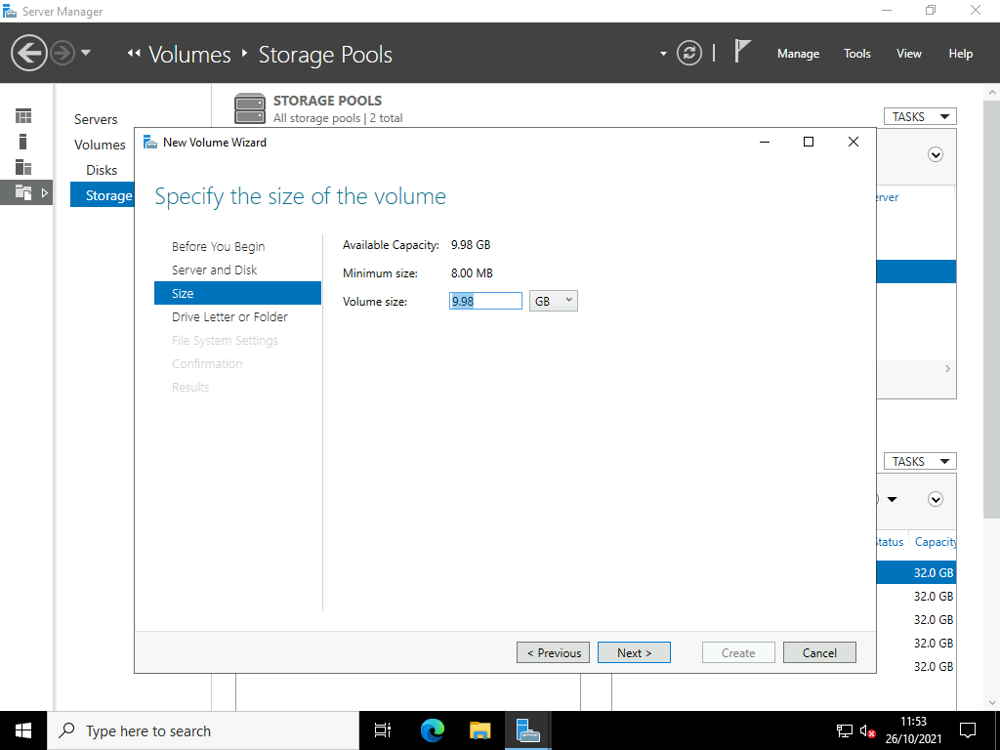 Server Manager
Volumes
Storage Pools
Manage
Tools
View
Help
Servers
Volumes
Disks
Storage
STORAGE POOLS
All storage pools | 2 total
TASKS
New Volume Wizard
Specify the size of the volume
Before You Begin
Server and Disk
Size
Drive Letter or Folder
File System Settings
Confirmation
Results
Available Capacity: 9.98 GB
Minimum size: 8.00 MB
Volume size: 9.98 GB
< Previous
Next >
Create
Cancel
TASKS
Capacity
32.0 GB
32.0 GB
32.0 GB
32.0 GB
32.0 GB
Type here to search
11:53
26/10/2021